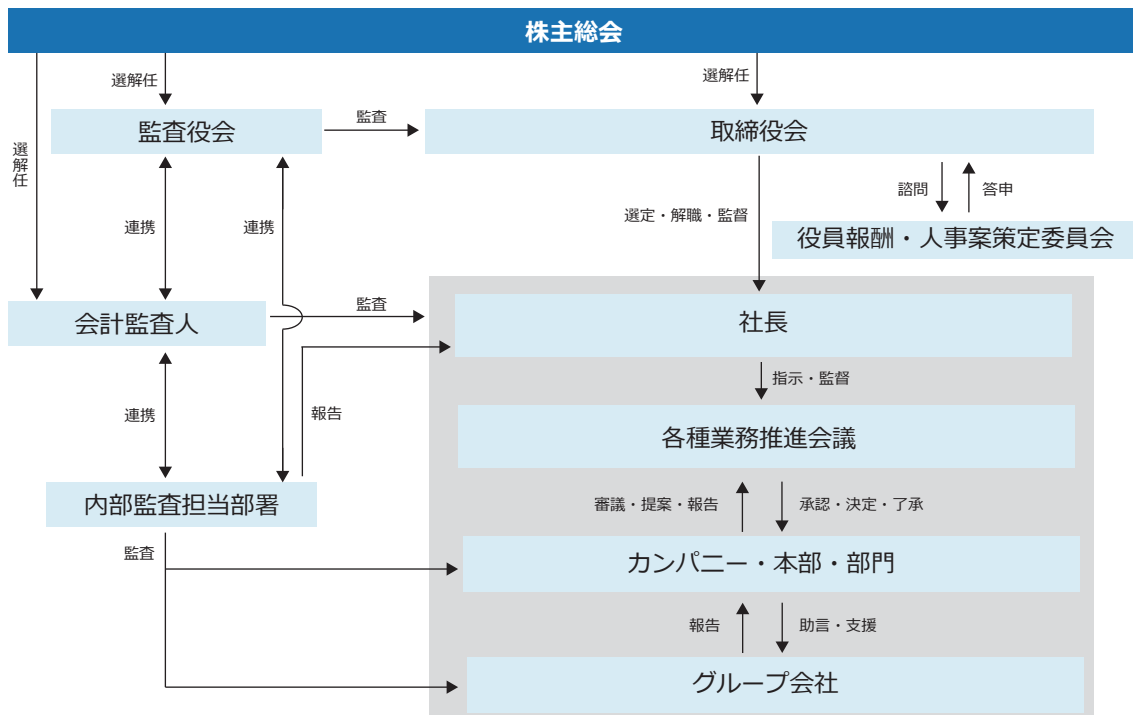 株主総会
選解任
選解任
選解任
監査役会
監査
取締役会
連携
連携
選定・解職・監督
諮問
答申
役員報酬・人事案策定委員会
会計監査人
監査
社長
指示・監督
連携
報告
各種業務推進会議
内部監査担当部署
審議・提案・報告
承認・決定・了承
監査
カンパニー・本部・部門
報告
助言・支援
グループ会社